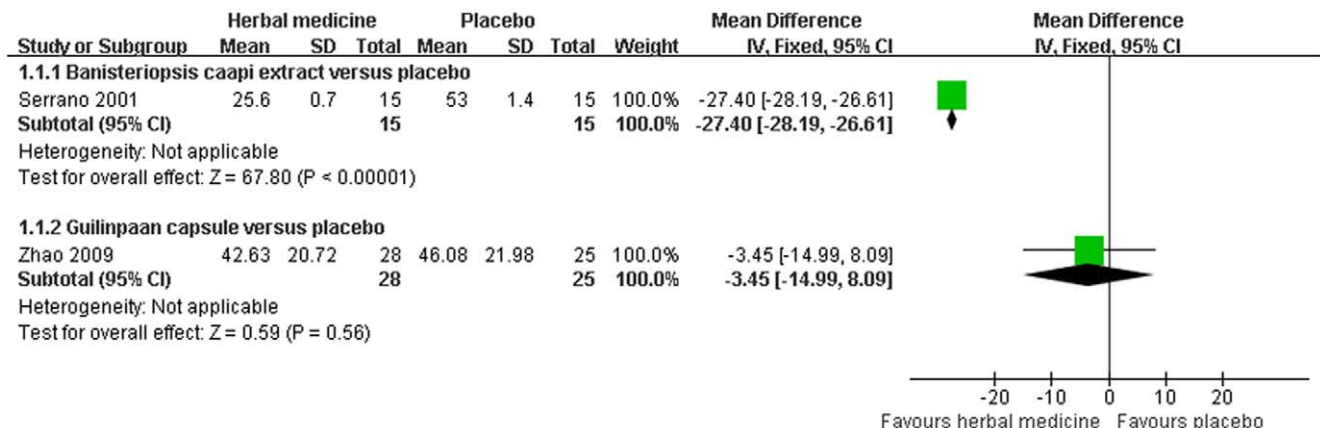 Herbal medicine Placebo Mean Difference Mean Difference
Study or Subgroup Mean SD Total Mean SD Total Weight IV, Fixed, 95% CI IV, Fixed, 95% CI
1.1.1 Banisteriopsis caapi extract versus placebo
Serrano 2001 25.6 0.7 15 53 1.4 15 100.0% -27.40 [-28.19, -26.61]
Subtotal (95% CI) 15 15 100.0% -27.40 [-28.19, -26.61]
Heterogeneity: Not applicable
Test for overall effect: Z = 67.80 (P < 0.00001)
1.1.2 Guilinpaan capsule versus placebo
Zhao 2009 42.63 20.72 28 46.08 21.98 25 100.0% -3.45 [-14.99, 8.09]
Subtotal (95% CI) 28 25 100.0% -3.45 [-14.99, 8.09]
Heterogeneity: Not applicable
Test for overall effect: Z = 0.59 (P = 0.56)
-20 -10 0 10 20
Favours herbal medicine Favours placebo